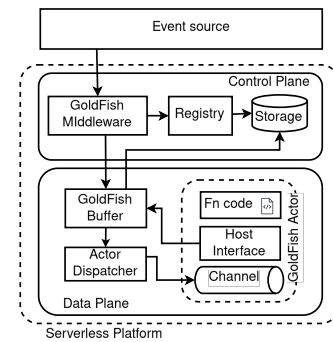 Event source
Control Plane
GoldFish
MIddleware
Registry
Storage
GoldFish
Buffer
Fn code
</>
Host
Interface
Actor
Dispatcher
Channel
GoldFish Actor
Data Plane
Serverless Platform